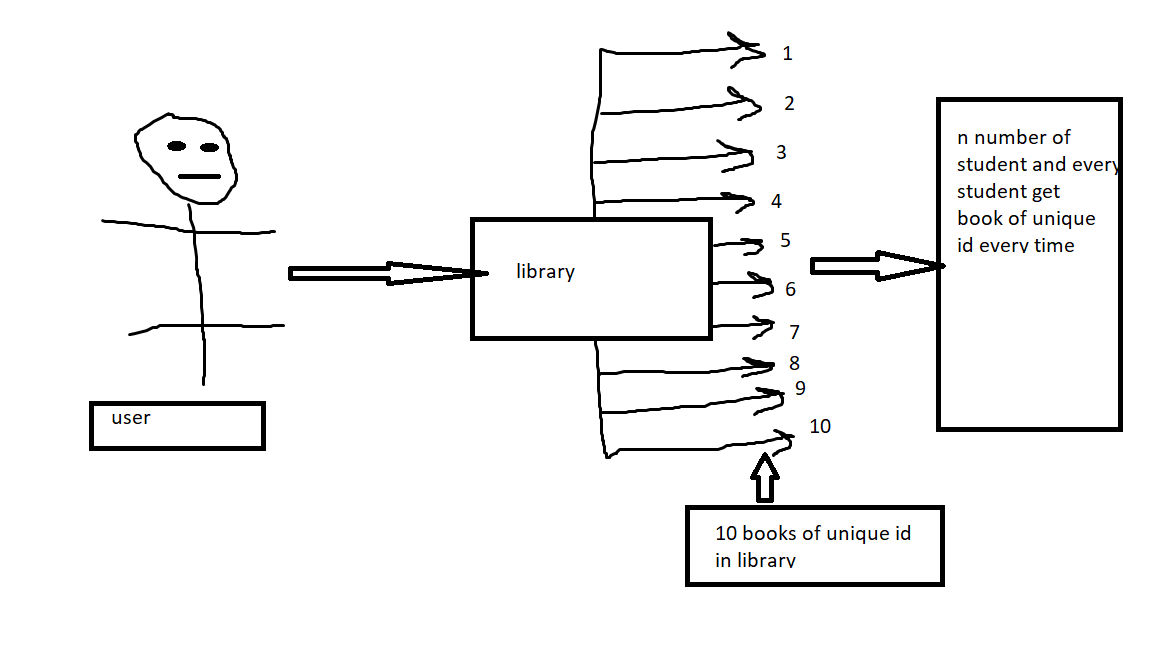 1
2
3
4
5
6
7
8
9
10
library
user
n number of
student and every
student get
book of unique
id every time
10 books of unique id
in library